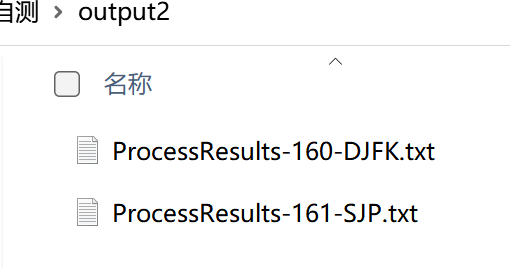 自测 > output2
名称
ProcessResults-160-DJFK.txt
ProcessResults-161-SJP.txt